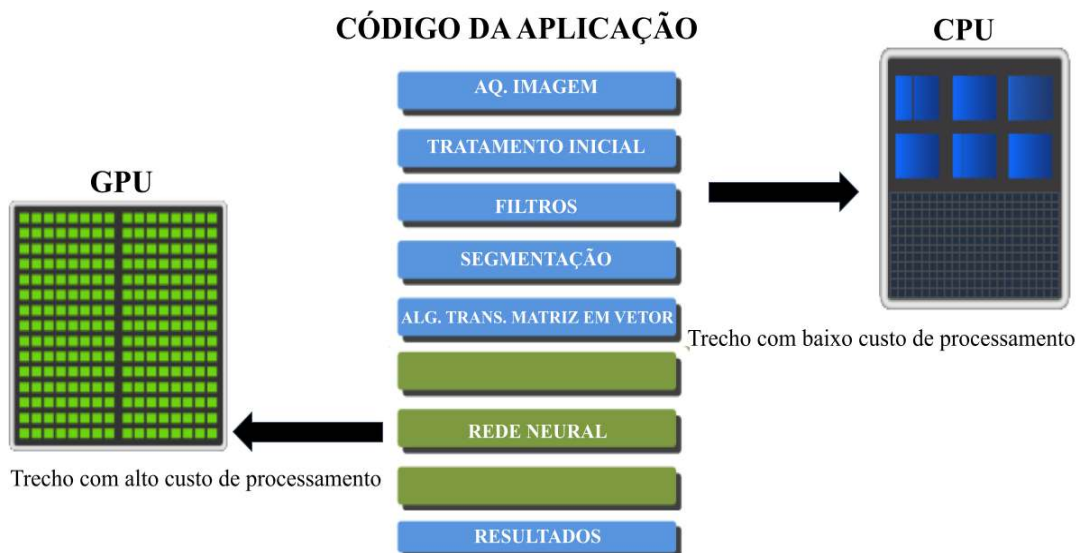 CÓDIGO DA APLICAÇÃO
CPU
AQ. IMAGEM
TRATAMENTO INICIAL
GPU
FILTROS
SEGMENTAÇÃO
ALG. TRANS. MATRIZ EM VETOR
Trecho com baixo custo de processamento
REDE NEURAL
Trecho com alto custo de processamento
RESULTADOS